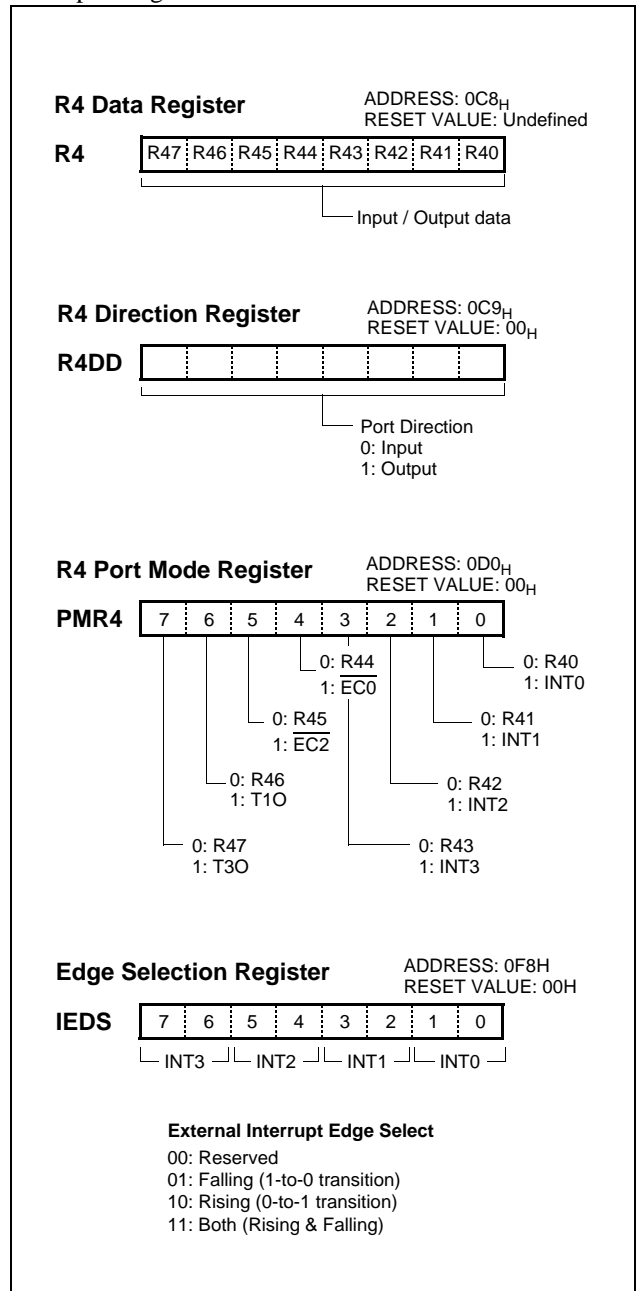 R4 Data Register
ADDRESS: 0C8H
RESET VALUE: Undefined
R4
R47 R46 R45 R44 R43 R42 R41 R40
Input / Output data
R4 Direction Register
ADDRESS: 0C9H
RESET VALUE: 00H
R4DD
Port Direction
0: Input
1: Output
R4 Port Mode Register
ADDRESS: 0D0H
RESET VALUE: 00H
PMR4
7 6 5 4 3 2 1 0
0: R44
1: EC0
0: R40
1: INT0
0: R45
1: EC2
0: R41
1: INT1
0: R46
1: T1O
0: R42
1: INT2
0: R47
1: T3O
0: R43
1: INT3
Edge Selection Register
ADDRESS: 0F8H
RESET VALUE: 00H
IEDS
7 6 5 4 3 2 1 0
INT3 INT2 INT1 INT0
External Interrupt Edge Select
00: Reserved
01: Falling (1-to-0 transition)
10: Rising (0-to-1 transition)
11: Both (Rising & Falling)